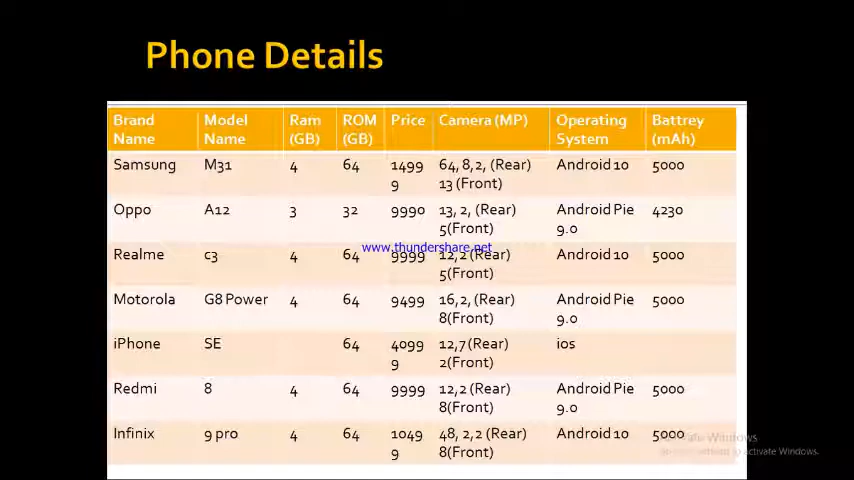 Phone Details
Brand Name Model Name Ram (GB) ROM (GB) Price Camera (MP) Operating System Battrey (mAh)
Samsung M31 4 64 14999 64, 8,2, (Rear) 13 (Front) Android 10 5000
Oppo A12 3 32 9990 13, 2, (Rear) 5(Front) Android Pie 9.0 4230
www.thundershare.net
Realme c3 4 64 9999 12,2 (Rear) 5(Front) Android 10 5000
Motorola G8 Power 4 64 9499 16,2, (Rear) 8(Front) Android Pie 9.0 5000
iPhone SE 64 40999 12,7 (Rear) 2(Front) ios
Redmi 8 4 64 9999 12,2 (Rear) 8(Front) Android Pie 9.0 5000
Infinix 9 pro 4 64 10499 48, 2,2 (Rear) 8(Front) Android 10 5000
Activate Windows
to activate Windows.